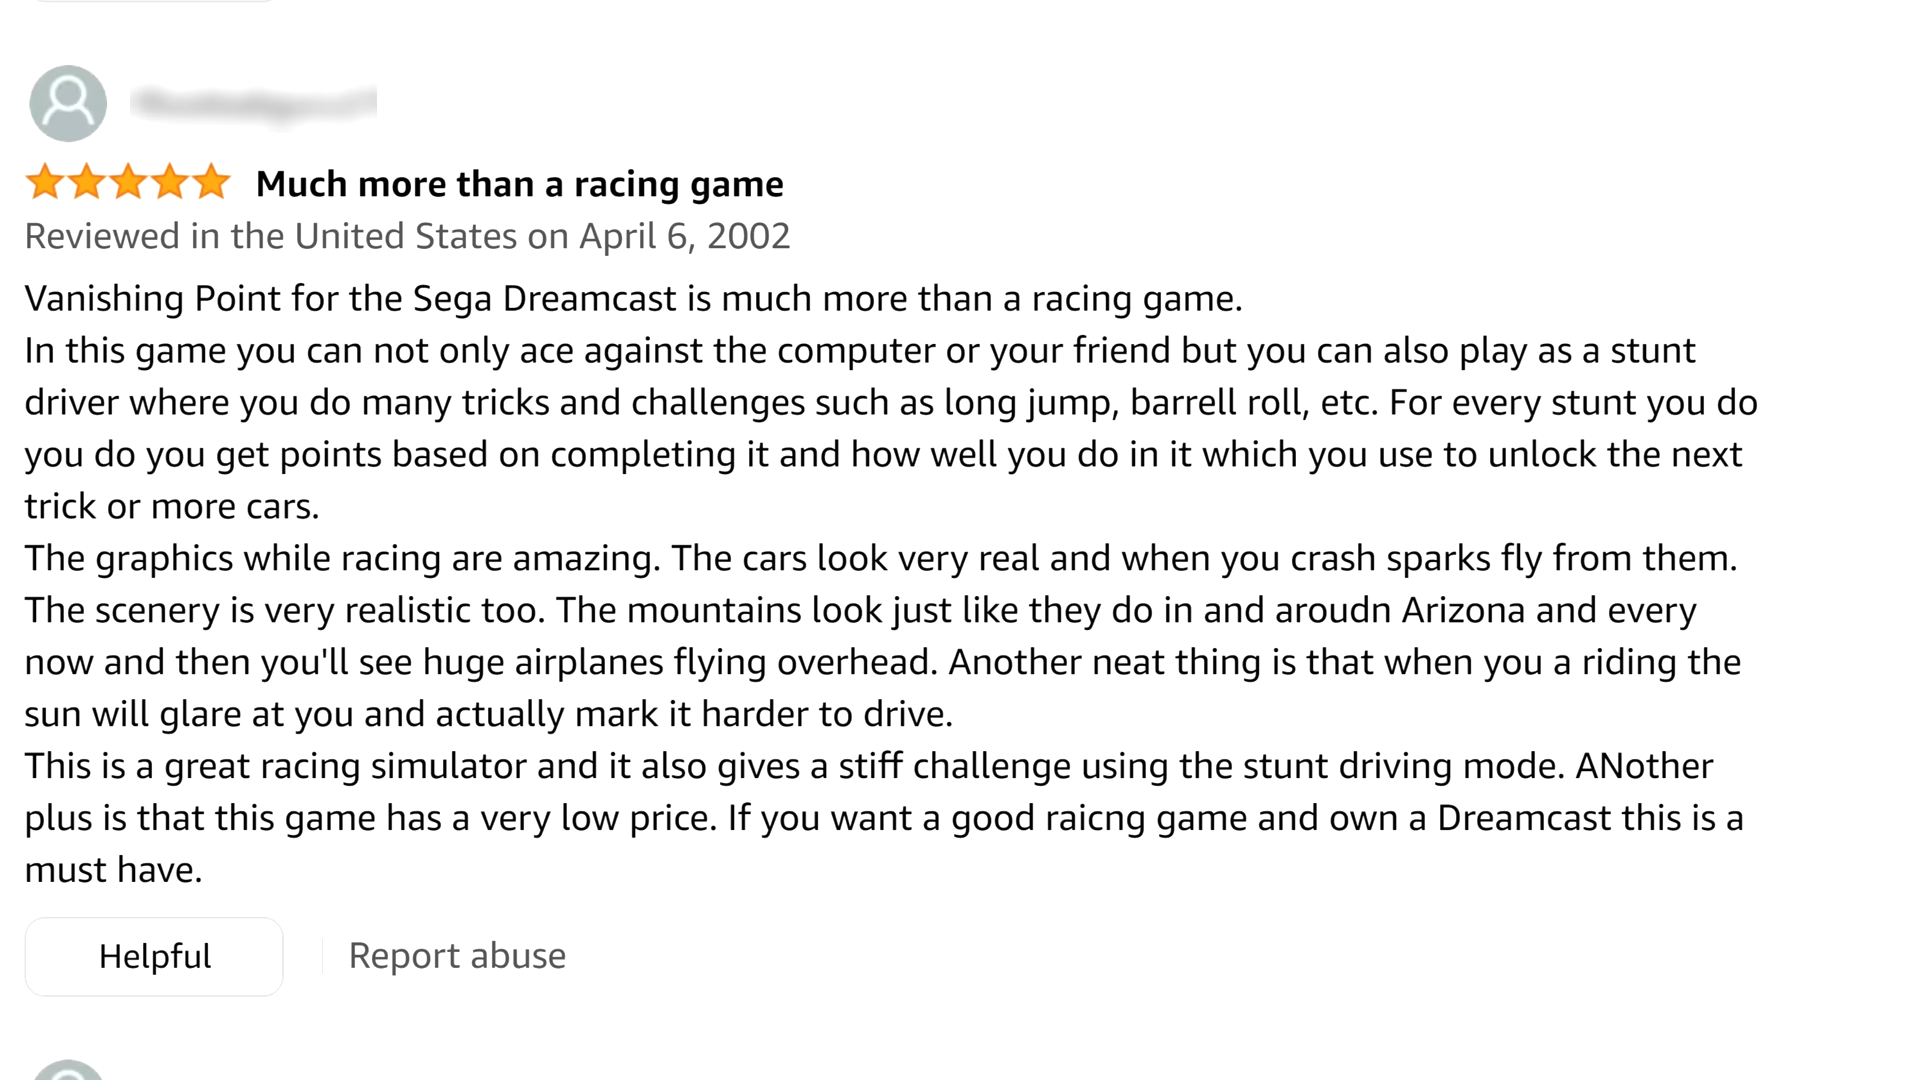 Much more than a racing game
Reviewed in the United States on April 6, 2002
Vanishing Point for the Sega Dreamcast is much more than a racing game.
In this game you can not only ace against the computer or your friend but you can also play as a stunt
driver where you do many tricks and challenges such as long jump, barrell roll, etc. For every stunt you do
you do you get points based on completing it and how well you do in it which you use to unlock the next
trick or more cars.
The graphics while racing are amazing. The cars look very real and when you crash sparks fly from them.
The scenery is very realistic too. The mountains look just like they do in and aroudn Arizona and every
now and then you'll see huge airplanes flying overhead. Another neat thing is that when you a riding the
sun will glare at you and actually mark it harder to drive.
This is a great racing simulator and it also gives a stiff challenge using the stunt driving mode. ANother
plus is that this game has a very low price. If you want a good raicng game and own a Dreamcast this is a
must have.
Helpful
Report abuse